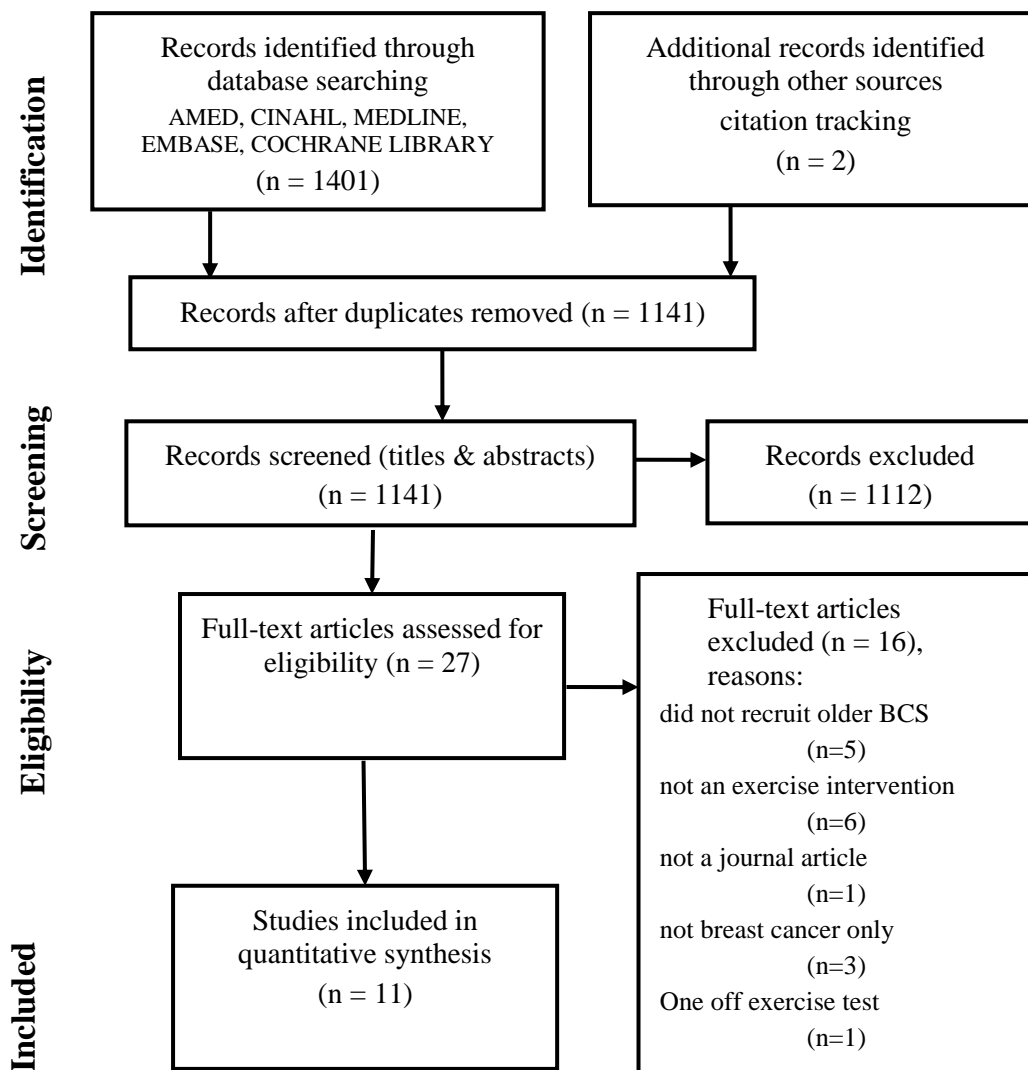 Identification
Records identified through
database searching
AMED, CINAHL, MEDLINE,
EMBASE, COCHRANE LIBRARY
(n = 1401)
Additional records identified
through other sources
citation tracking
(n = 2)
Records after duplicates removed (n = 1141)
Screening
Records screened (titles & abstracts)
(n = 1141)
Records excluded
(n = 1112)
Eligibility
Full-text articles assessed for
eligibility (n = 27)
Full-text articles
excluded (n = 16),
reasons:
did not recruit older BCS
(n=5)
not an exercise intervention
(n=6)
not a journal article
(n=1)
not breast cancer only
(n=3)
One off exercise test
(n=1)
Included
Studies included in
quantitative synthesis
(n = 11)